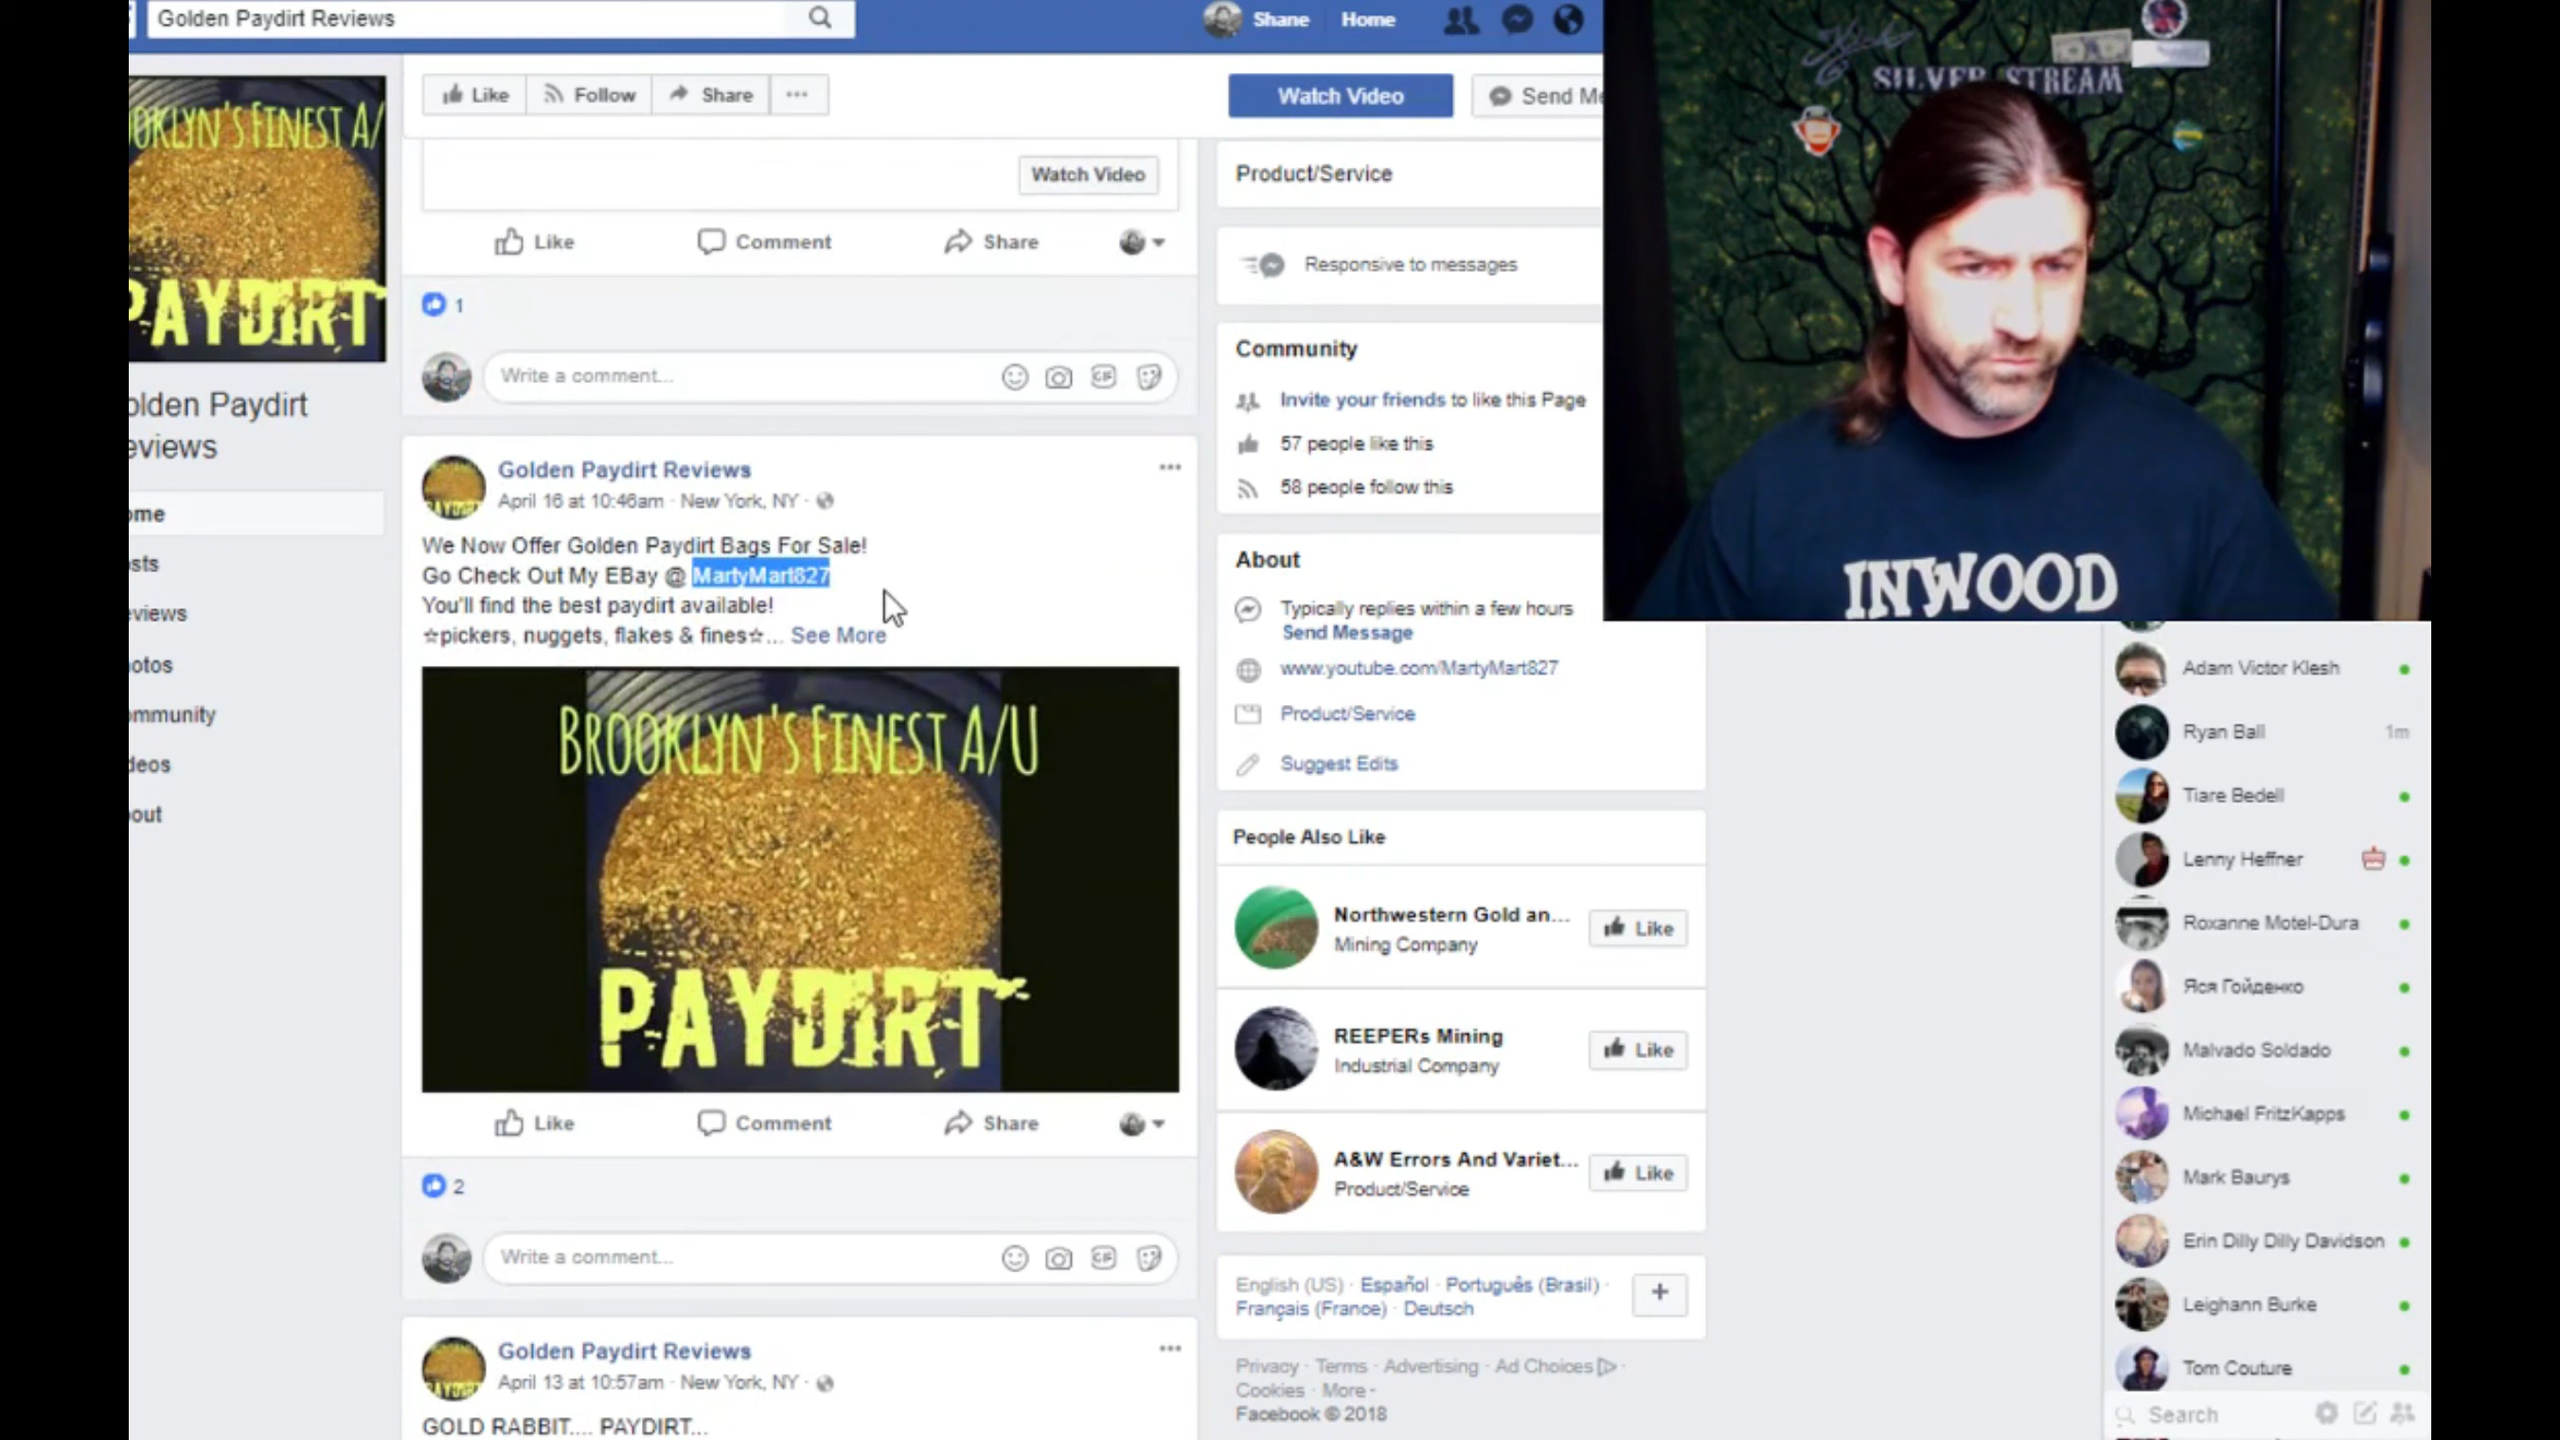 Golden Paydirt Reviews
Shane
Home
OKLYN'S FINEST A/
PAYDIRT
olden Paydirt
eviews
ome
sts
eviews
otos
ommunity
deos
out
Like
Follow
Share
Watch Video
Send Me
Watch Video
Like
Comment
Share
1
Write a comment...
Golden Paydirt Reviews
April 16 at 10:46am · New York, NY ·
We Now Offer Golden Paydirt Bags For Sale!
Go Check Out My EBay @ MartyMart827
You'll find the best paydirt available!
☆pickers, nuggets, flakes & fines☆... See More
BROOKLYN'S FINEST A/U
PAYDIRT
Like
Comment
Share
2
Write a comment...
Golden Paydirt Reviews
April 13 at 10:57am · New York, NY ·
GOLD RABBIT.... PAYDIRT...
Product/Service
Responsive to messages
Community
Invite your friends to like this Page
57 people like this
58 people follow this
About
Typically replies within a few hours
Send Message
www.youtube.com/MartyMart827
Product/Service
Suggest Edits
People Also Like
Northwestern Gold an...
Mining Company
Like
REEPERs Mining
Industrial Company
Like
A&W Errors And Variet...
Product/Service
Like
English (US) · Español · Português (Brasil) ·
Français (France) · Deutsch
Privacy · Terms · Advertising · Ad Choices ·
Cookies · More
Facebook © 2018
SILVER STREAM
INWOOD
Adam Victor Klesh
Ryan Ball
1m
Tiare Bedell
Lenny Heffner
Roxanne Motel-Dura
Яся Гойденко
Malvado Soldado
Michael FritzKapps
Mark Baurys
Erin Dilly Dilly Davidson
Leighann Burke
Tom Couture
Search